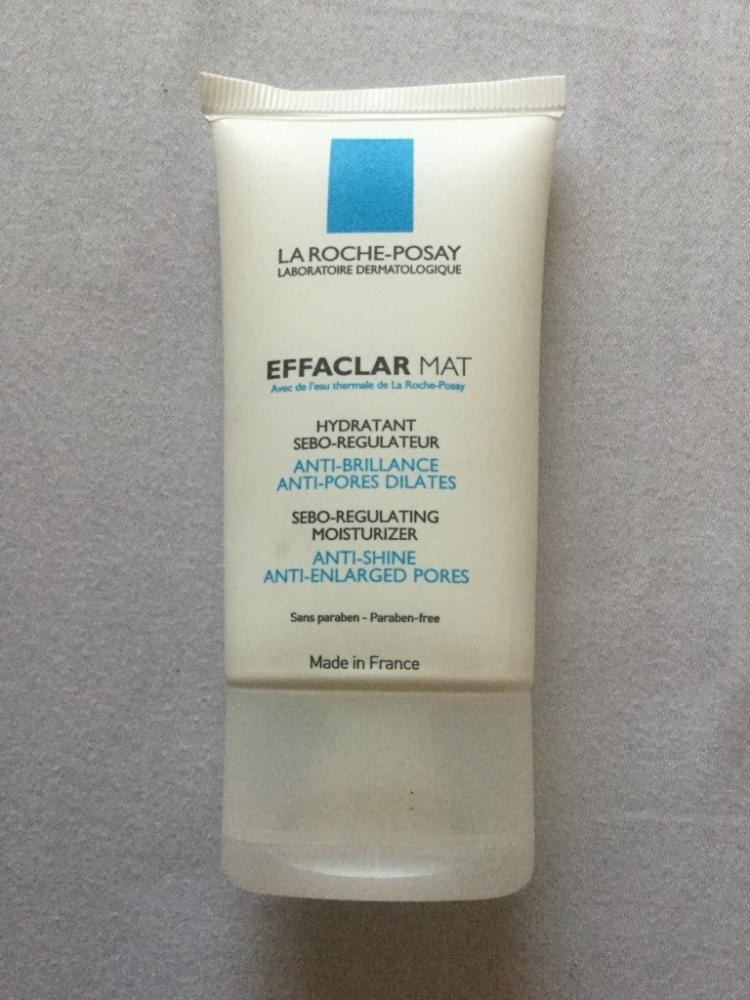 LA ROCHE-POSAY
LABORATOIRE DERMATOLOGIQUE
EFFACLAR MAT
Avec de l'eau thermale de La Roche-Posay
HYDRATANT
SEBO-REGULATEUR
ANTI-BRILLANCE
ANTI-PORES DILATES
SEBO-REGULATING
MOISTURIZER
ANTI-SHINE
ANTI-ENLARGED PORES
Sans paraben - Paraben-free
Made in France